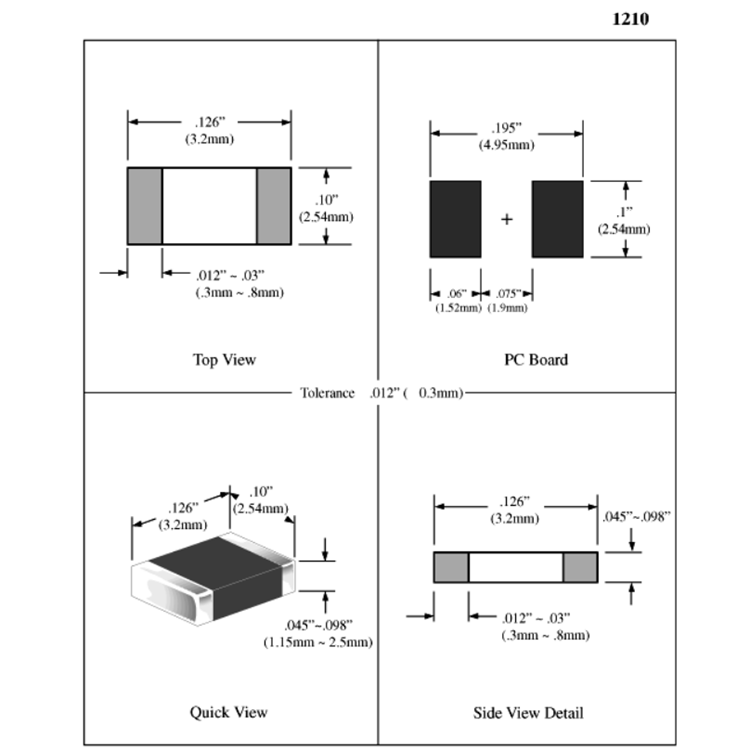 1210
.126”
(3.2mm)
.10”
(2.54mm)
.012” ~ .03”
(.3mm ~ .8mm)
Top View
.195”
(4.95mm)
.1”
(2.54mm)
+
.06” .075”
(1.52mm) (1.9mm)
PC Board
Tolerance .012” ( 0.3mm)
.126”
(3.2mm)
.10”
(2.54mm)
.045”~.098”
(1.15mm ~ 2.5mm)
Quick View
.126”
(3.2mm)
.045”~.098”
.012” ~ .03”
(.3mm ~ .8mm)
Side View Detail